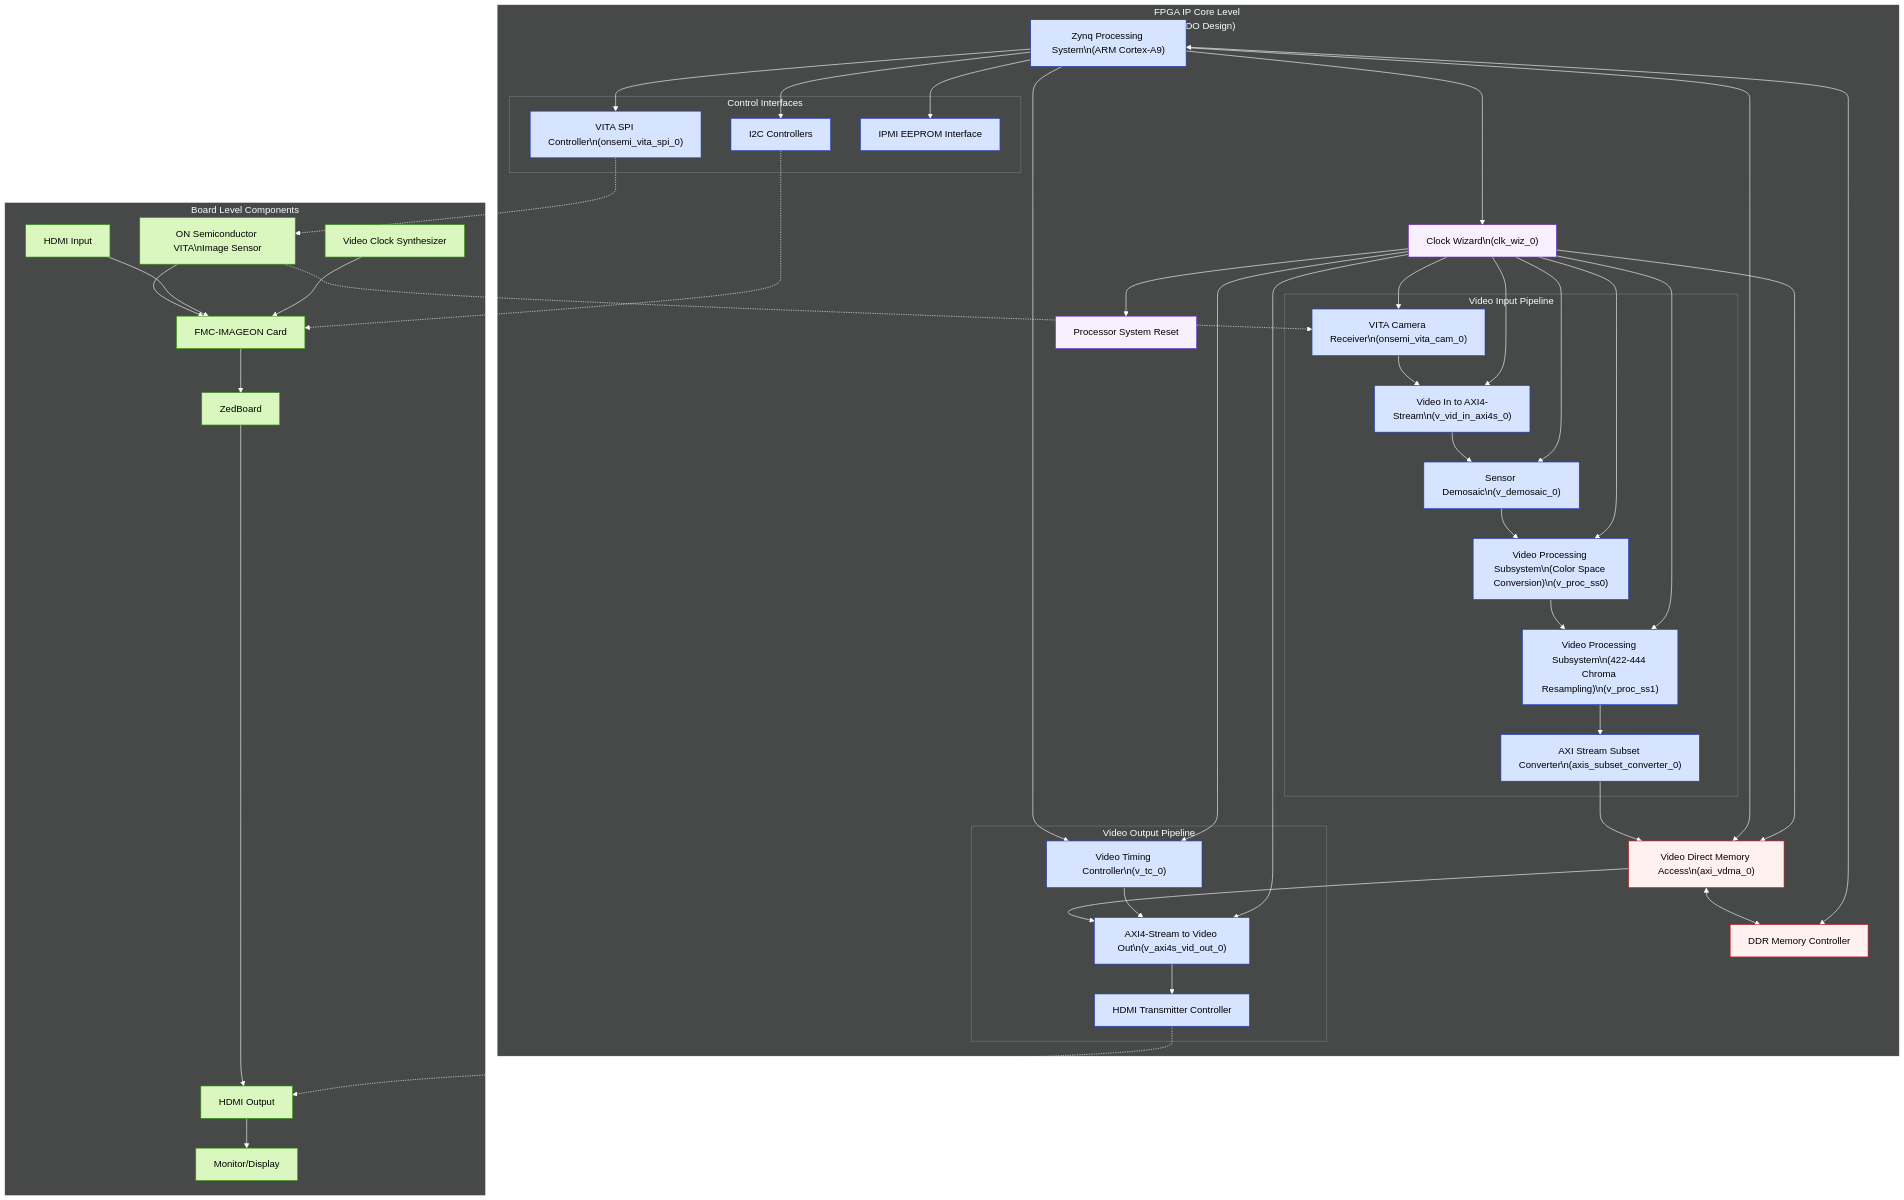 FPGA IP Core Level
DO Design)
Zynq Processing
System\n(ARM Cortex-A9)
Control Interfaces
VITA SPI
Controller\n(onsemi_vita_spi_0)
I2C Controllers
IPMI EEPROM Interface
Board Level Components
HDMI Input
ON Semiconductor
VITA\nImage Sensor
Video Clock Synthesizer
FMC-IMAGEON Card
ZedBoard
HDMI Output
Monitor/Display
Clock Wizard\n(clk_wiz_0)
Processor System Reset
Video Input Pipeline
VITA Camera
Receiver\n(onsemi_vita_cam_0)
Video In to AXI4-
Stream\n(v_vid_in_axi4s_0)
Sensor
Demosaic\n(v_demosaic_0)
Video Processing
Subsystem\n(Color Space
Conversion)\n(v_proc_ss0)
Video Processing
Subsystem\n(422-444
Chroma
Resampling)\n(v_proc_ss1)
AXI Stream Subset
Converter\n(axis_subset_converter_0)
Video Output Pipeline
Video Timing
Controller\n(v_tc_0)
AXI4-Stream to Video
Out\n(v_axi4s_vid_out_0)
HDMI Transmitter Controller
Video Direct Memory
Access\n(axi_vdma_0)
DDR Memory Controller